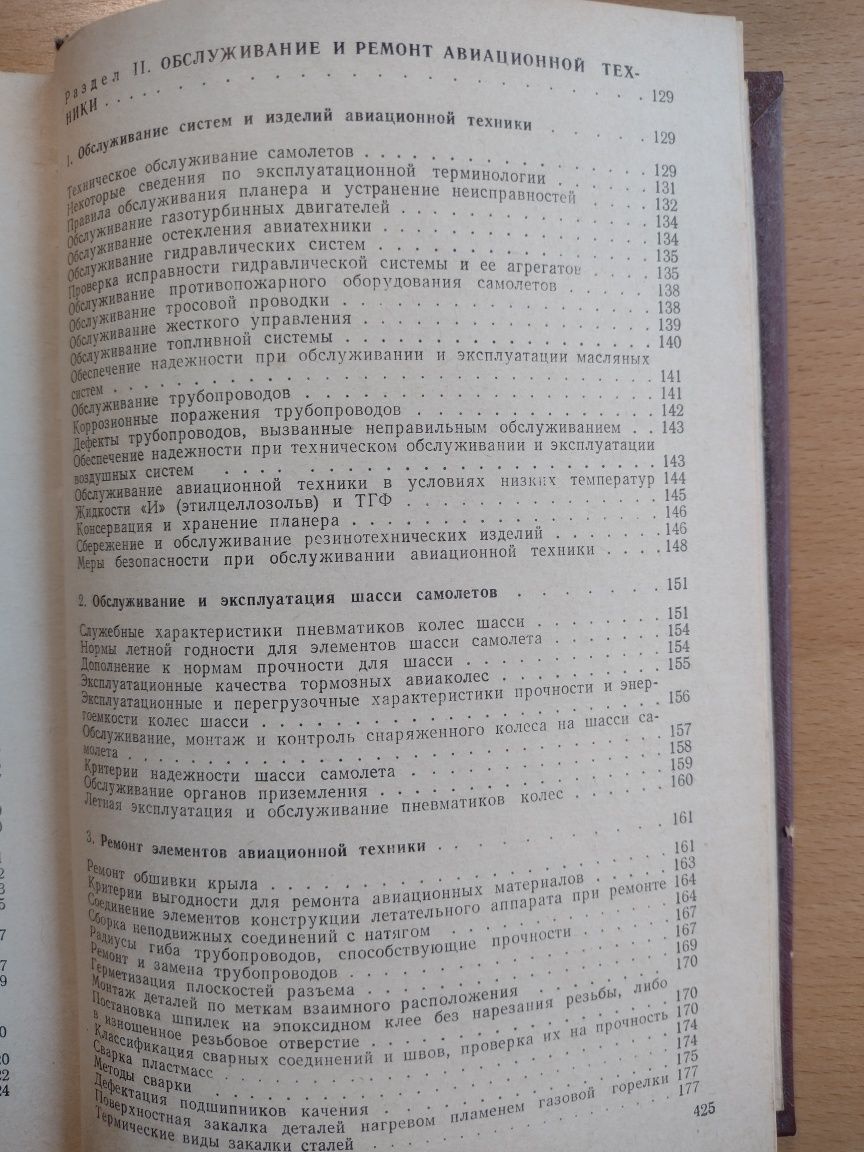 Раздел II. ОБСЛУЖИВАНИЕ И РЕМОНТ АВИАЦИОННОЙ ТЕХ-
НИКИ . . . . . . . . . . . . . . . . . . 129
1. Обслуживание систем и изделий авиационной техники . . . . . 129
Техническое обслуживание самолетов . . . . . . . . . . . 129
Некоторые сведения по эксплуатационной терминологии . . . . . 131
Правила обслуживания планера и устранение неисправностей . . . . 132
Обслуживание газотурбинных двигателей . . . . . . . . . . 134
Обслуживание остекления авиатехники . . . . . . . . . . . 134
Обслуживание гидравлических систем . . . . . . . . . . . 135
Проверка исправности гидравлической системы и ее агрегатов . . . . 135
Обслуживание противопожарного оборудования самолетов . . . . . 138
Обслуживание тросовой проводки . . . . . . . . . . . . 138
Обслуживание жесткого управления . . . . . . . . . . . . 139
Обслуживание топливной системы . . . . . . . . . . . . 140
Обеспечение надежности при обслуживании и эксплуатации масляных
систем . . . . . . . . . . . . . . . . . . . 141
Обслуживание трубопроводов . . . . . . . . . . . . . 141
Коррозионные поражения трубопроводов . . . . . . . . . . 142
Дефекты трубопроводов, вызванные неправильным обслуживанием . . 143
Обеспечение надежности при техническом обслуживании и эксплуатации
воздушных систем . . . . . . . . . . . . . . . . 143
Обслуживание авиационной техники в условиях низких температур 144
Жидкости «И» (этилцеллозольв) и ТГФ . . . . . . . . . . 145
Консервация и хранение планера . . . . . . . . . . . . 146
Сбережение и обслуживание резинотехнических изделий . . . . . 146
Меры безопасности при обслуживании авиационной техники . . . . 148
2. Обслуживание и эксплуатация шасси самолетов . . . . . . . 151
Служебные характеристики пневматиков колес шасси . . . . . . 151
Нормы летной годности для элементов шасси самолета . . . . . 154
Дополнение к нормам прочности для шасси . . . . . . . . . 154
Эксплуатационные качества тормозных авиаколес . . . . . . . 155
Эксплуатационные и перегрузочные характеристики прочности и энер-
гоемкости колес шасси . . . . . . . . . . . . . . 156
Обслуживание, монтаж и контроль снаряженного колеса на шасси са-
молета . . . . . . . . . . . . . . . . . . . 157
Критерии надежности шасси самолета . . . . . . . . . . . 158
Обслуживание органов приземления . . . . . . . . . . . . 159
Летная эксплуатация и обслуживание пневматиков колес . . . . . 160
3. Ремонт элементов авиационной техники . . . . . . . . . . 161
Ремонт обшивки крыла . . . . . . . . . . . . . . . 161
Критерии выгодности для ремонта авиационных материалов . . . . 163
Соединение элементов конструкции летательного аппарата при ремонте 164
Сборка неподвижных соединений с натягом . . . . . . . . . 164
Радиусы гиба трубопроводов, способствующие прочности . . . . . 167
Ремонт и замена трубопроводов . . . . . . . . . . . . 167
Герметизация плоскостей разъема . . . . . . . . . . . . 169
Монтаж деталей по меткам взаимного расположения . . . . . . 170
Постановка шпилек на эпоксидном клее без нарезания резьбы, либо
в изношенное резьбовое отверстие . . . . . . . . . . . . 170
Классификация сварных соединений и швов, проверка их на прочность 170
Сварка пластмасс . . . . . . . . . . . . . . . . 174
Методы сварки . . . . . . . . . . . . . . . . . 174
Дефектация подшипников качения . . . . . . . . . . . . 175
Поверхностная закалка деталей нагревом пламенем газовой горелки 177
Термические виды закалки сталей . . . . . . . . . . . . 177
425